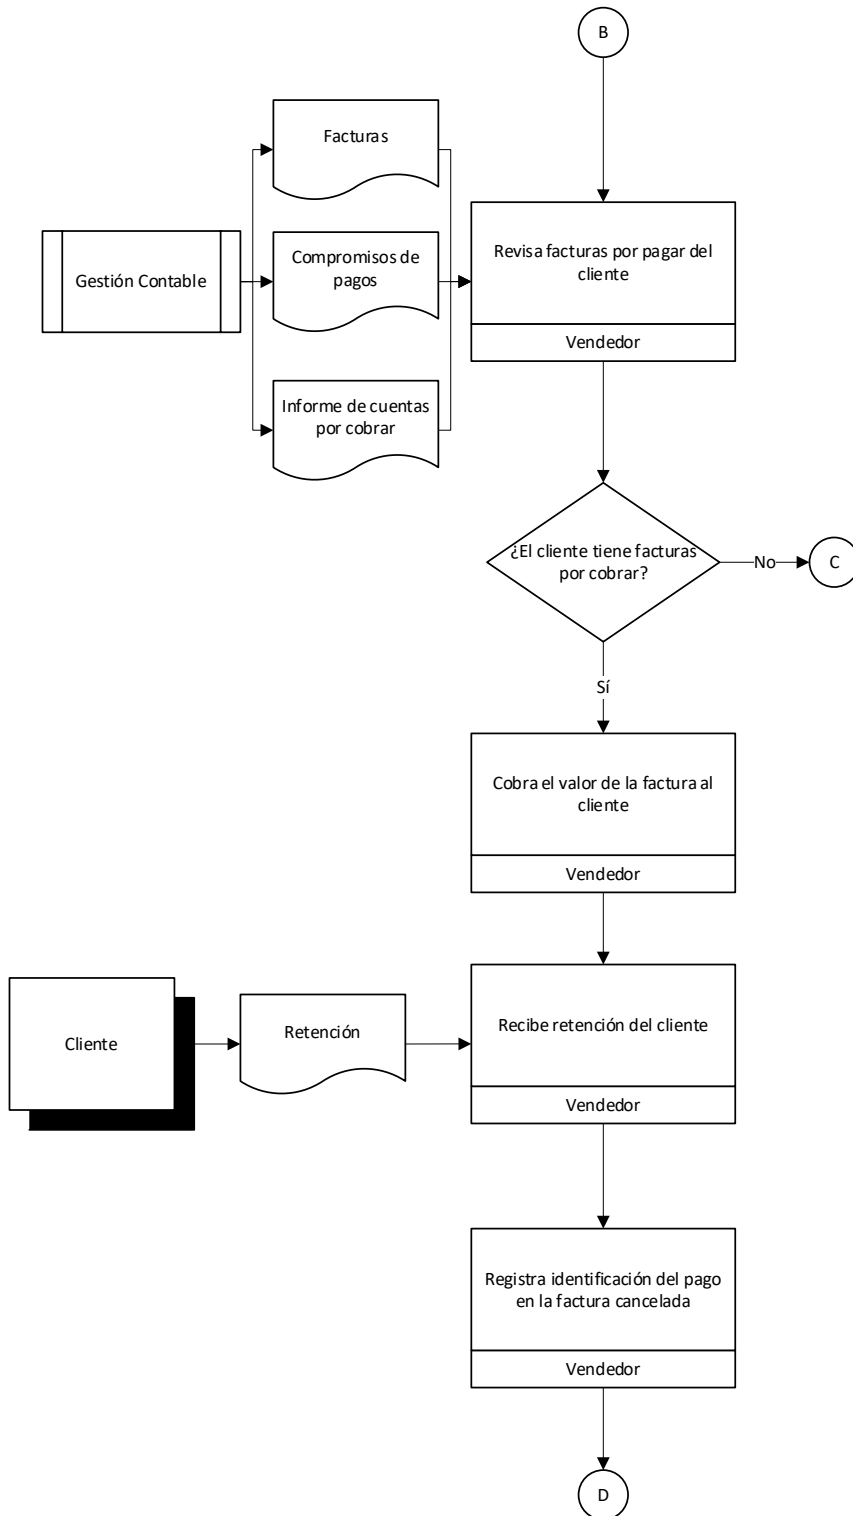 B
Facturas
Revisa facturas por pagar del
cliente
Vendedor
Gestión Contable
Compromisos de
pagos
Informe de cuentas
por cobrar
¿El cliente tiene facturas
por cobrar?
No
C
Sí
Cobra el valor de la factura al
cliente
Vendedor
Cliente
Retención
Recibe retención del cliente
Vendedor
Registra identificación del pago
en la factura cancelada
Vendedor
D